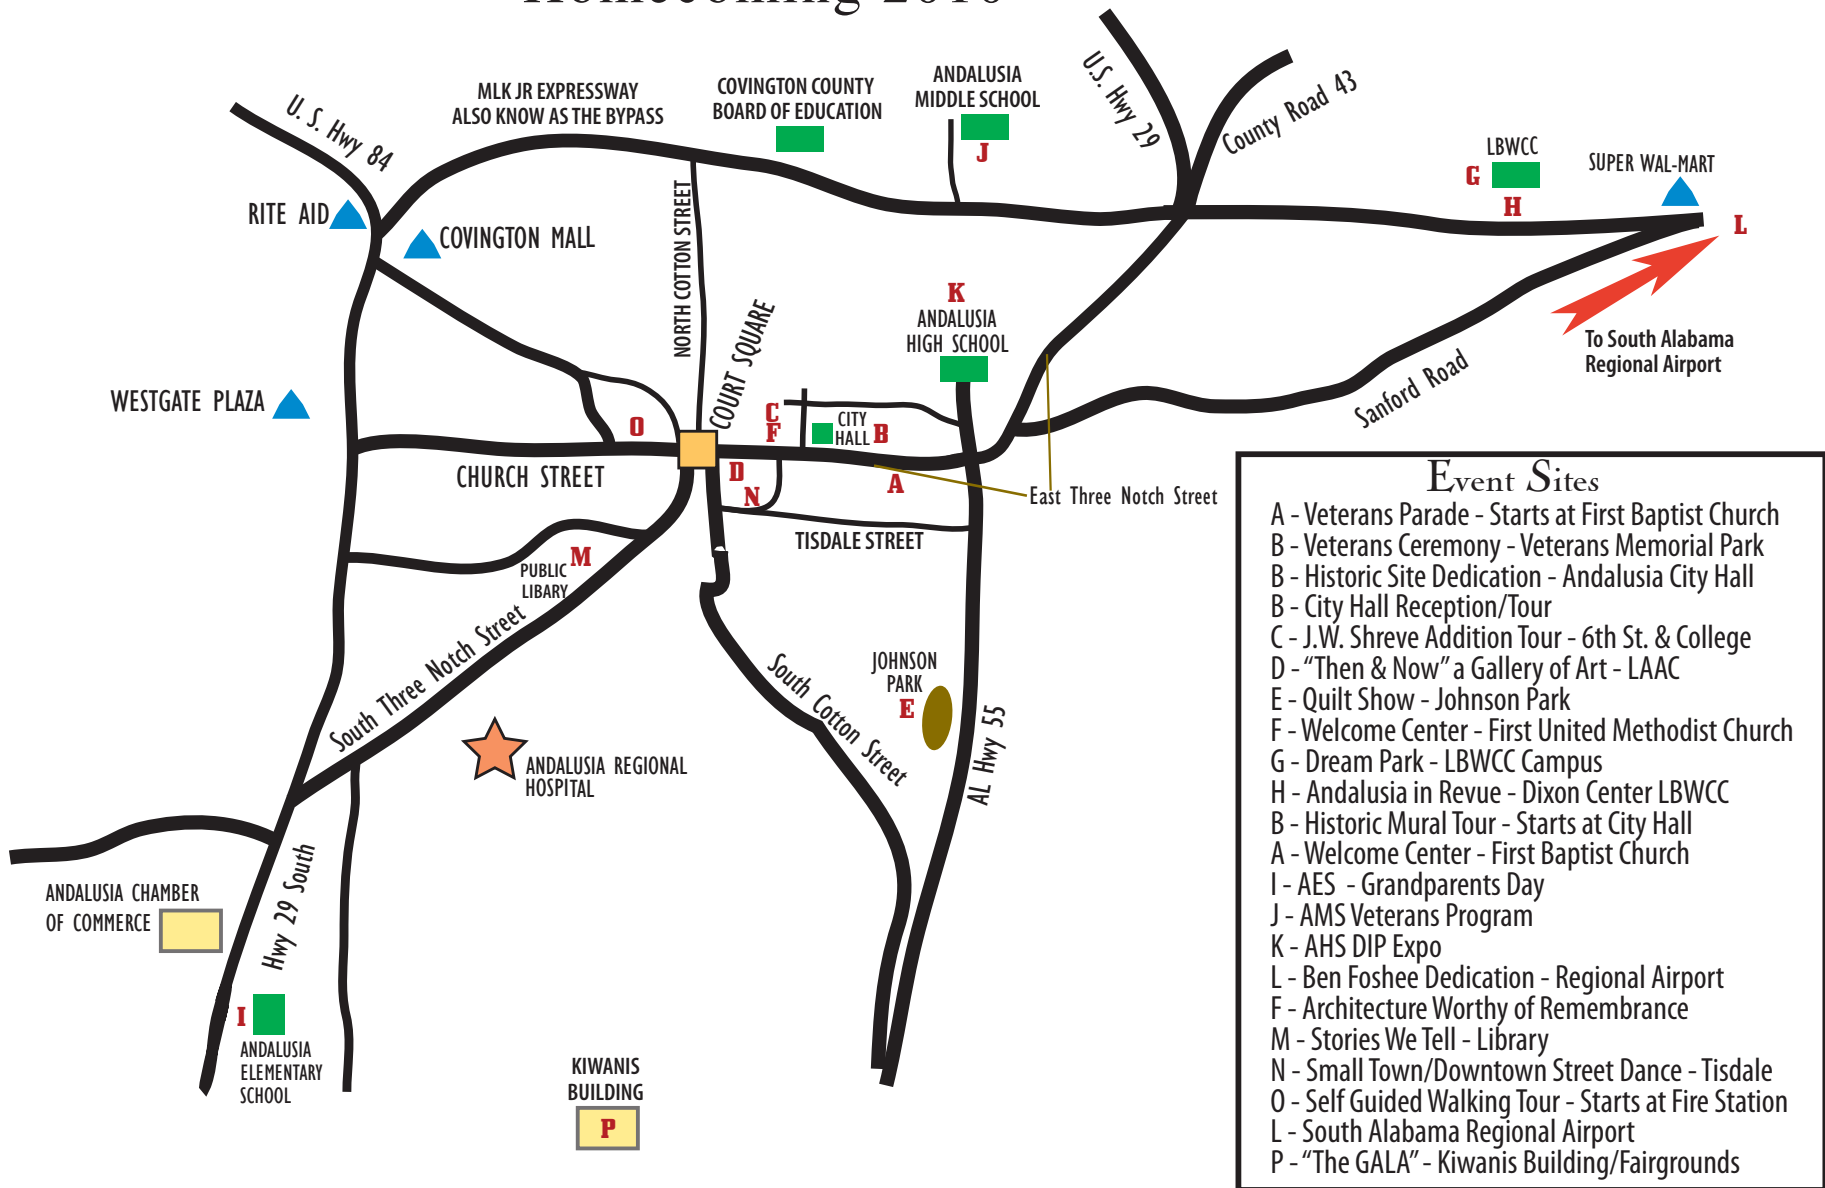 Homecoming 2010
U. S. Hwy 84
MLK JR EXPRESSWAY
ALSO KNOW AS THE BYPASS
COVINGTON COUNTY
BOARD OF EDUCATION
ANDALUSIA
MIDDLE SCHOOL
J
U.S. Hwy 29
County Road 43
LBWCC
G
H
SUPER WAL-MART
L
RITE AID
COVINGTON MALL
NORTH COTTON STREET
COURT SQUARE
K
ANDALUSIA
HIGH SCHOOL
To South Alabama
Regional Airport
Sanford Road
WESTGATE PLAZA
O
C
F
CITY
HALL
B
CHURCH STREET
D
N
A
East Three Notch Street
TISDALE STREET
M
PUBLIC
LIBARY
South Three Notch Street
South Cotton Street
JOHNSON
PARK
E
AL Hwy 55
ANDALUSIA REGIONAL
HOSPITAL
ANDALUSIA CHAMBER
OF COMMERCE
Hwy 29 South
I
ANDALUSIA
ELEMENTARY
SCHOOL
KIWANIS
BUILDING
P
Event Sites
A - Veterans Parade - Starts at First Baptist Church
B - Veterans Ceremony - Veterans Memorial Park
B - Historic Site Dedication - Andalusia City Hall
B - City Hall Reception/Tour
C - J.W. Shreve Addition Tour - 6th St. & College
D - “Then & Now” a Gallery of Art - LAAC
E - Quilt Show - Johnson Park
F - Welcome Center - First United Methodist Church
G - Dream Park - LBWCC Campus
H - Andalusia in Revue - Dixon Center LBWCC
B - Historic Mural Tour - Starts at City Hall
A - Welcome Center - First Baptist Church
I - AES - Grandparents Day
J - AMS Veterans Program
K - AHS DIP Expo
L - Ben Foshee Dedication - Regional Airport
F - Architecture Worthy of Remembrance
M - Stories We Tell - Library
N - Small Town/Downtown Street Dance - Tisdale
O - Self Guided Walking Tour - Starts at Fire Station
L - South Alabama Regional Airport
P - “The GALA” - Kiwanis Building/Fairgrounds